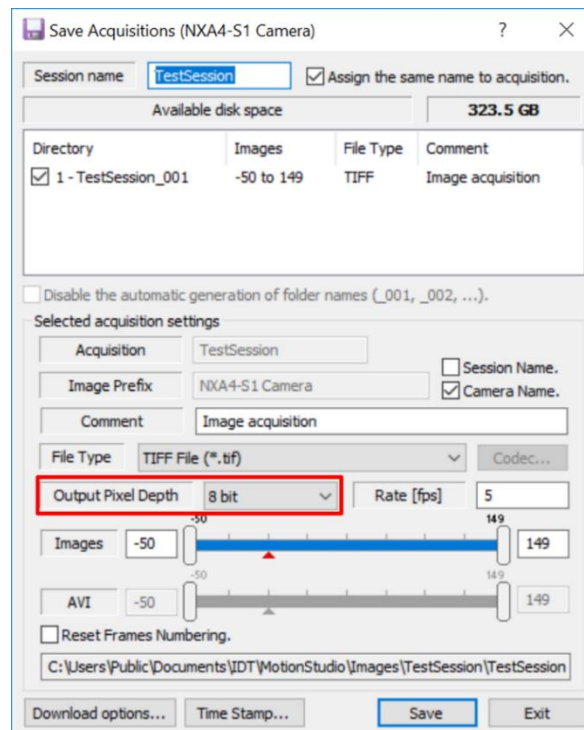 Save Acquisitions (NXA4-S1 Camera)
Session name TestSession Assign the same name to acquisition.
Available disk space 323.5 GB
Directory Images File Type Comment
1 - TestSession_001 -50 to 149 TIFF Image acquisition
Disable the automatic generation of folder names (_001, _002, ...).
Selected acquisition settings
Acquisition TestSession
Session Name.
Image Prefix NXA4-S1 Camera
Camera Name.
Comment Image acquisition
File Type TIFF File (*.tif) Codec...
Output Pixel Depth 8 bit Rate [fps] 5
-50 149
Images -50 149
-50 149
AVI -50 149
Reset Frames Numbering.
C:\Users\Public\Documents\IDT\MotionStudio\Images\TestSession\TestSession
Download options... Time Stamp... Save Exit